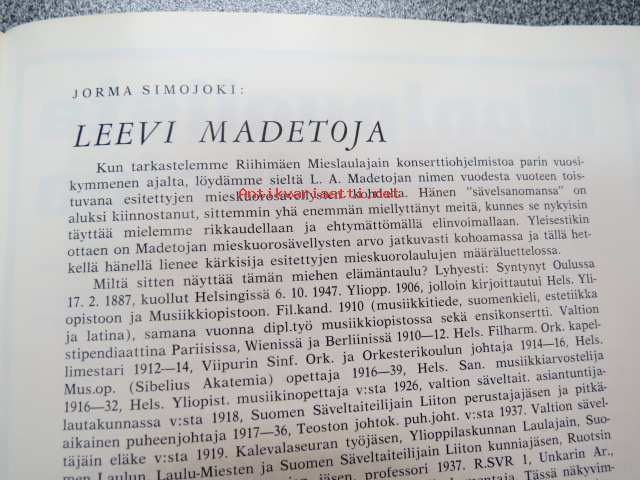 JORMA SIMOJOKI:
LEEVI MADETOJA
Kun tarkastelemme Riihimäen Mieslaulajain konserttiohjelmistoa parin vuosi-
kymmenen ajalta, löydämme sieltä L. A. Madetojan nimen vuodesta vuoteen tois-
tuvana esitettyjen mieskuorosävellysten kohdalla. Hänen "sävelsanomansa" on
Antikvariaatti.net
aluksi kiinnostanut, sittemmin yhä enemmän miellyttänyt meitä, kunnes se nykyisin
täyttää mielemme rikkaudellaan ja ehtymättömällä elinvoimallaan. Yleisestikin
ottaen on Madetojan mieskuorosävellysten arvo jatkuvasti kohoamassa ja tällä het-
kellä hänellä lienee kärkisija esitettyjen mieskuorolaulujen määräluettelossa.
Miltä sitten näyttää tämän miehen elämäntaulu? Lyhyesti: Syntynyt Oulussa
17. 2. 1887, kuollut Helsingissä 6. 10. 1947. Yliopp. 1906, jolloin kirjoittautui Hels. Yli-
opistoon ja Musiikkiopistoon. Fil.kand. 1910 (musiikkitiede, suomenkieli, estetiikka
ja latina), samana vuonna dipl.työ musiikkiopistossa sekä ensikonsertti. Valtion
stipendiaattina Pariisissa, Wienissä ja Berliinissä 1910—12. Hels. Filharm. Ork. kapel-
limestari 1912—14, Viipurin Sinf. Ork. ja Orkesterikoulun johtaja 1914—16, Hels.
Mus.op. (Sibelius Akatemia) opettaja 1916—39, Hels. San. musiikkiarvostelija
1916—32, Hels. Yliopist. musiikinopettaja v:sta 1926, valtion säveltait. asiantuntija-
lautakunnassa v:sta 1918, Suomen Säveltaiteilijain Liiton perustajajäsen ja pitkä-
aikainen puheenjohtaja 1917—36, Teoston johtok. puh.joht. v:sta 1937. Valtion sävel-
täjäin eläke v:sta 1919. Kalevalaseuran työjäsen, Ylioppilaskunnan Laulajain, Suo-
men Laulun, Laulu-Miesten ja Suomen Säveltaiteilijain Liiton kunniajäsen, Ruotsin
jäsen, professori 1937. R.SVR 1, Unkarin Ar.,
Tässä näkyvim-